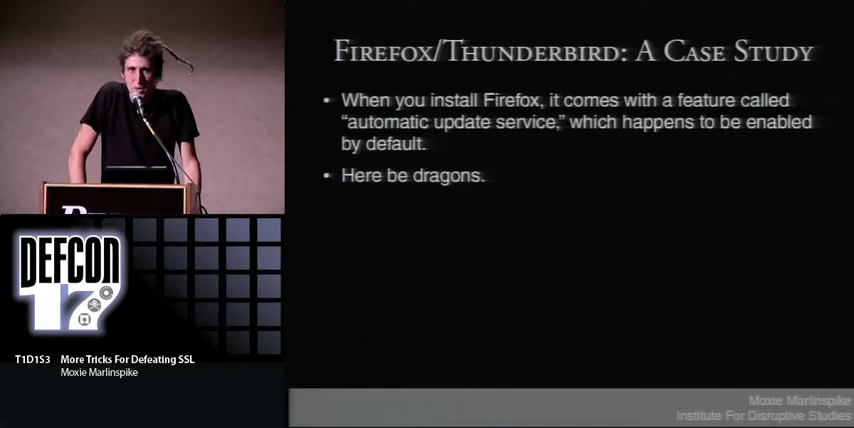 FIREFOX/THUNDERBIRD: A CASE STUDY
• When you install Firefox, it comes with a feature called
“automatic update service,” which happens to be enabled
by default.
• Here be dragons.
DEFCON
17
T1D1S3 More Tricks For Defeating SSL
Moxie Marlinspike
Moxie Marlinspike
Institute For Disruptive Studies